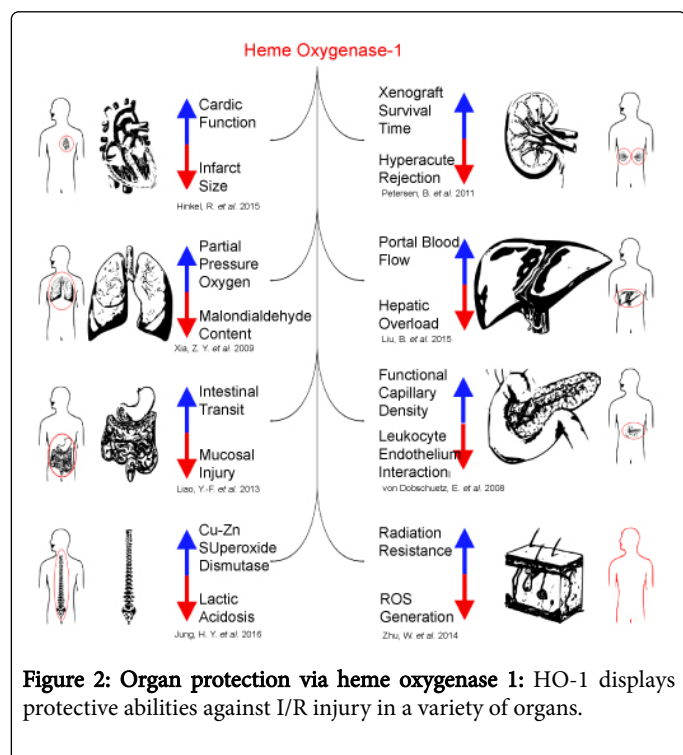 Heme Oxygenase-1
Cardic
Function
Infarct
Size
Hinkel, R. et al. 2015
Xenograft
Survival
Time
Hyperacute
Rejection
Petersen, B. et al. 2011
Partial
Pressure
Oxygen
Malondialdehyde
Content
Xia, Z. Y. et al. 2009
Portal Blood
Flow
Hepatic
Overload
Liu, B. et al. 2015
Intestinal
Transit
Mucosal
Injury
Liao, Y.-F. et al. 2013
Functional
Capillary
Density
Leukocyte
Endothelium
Interaction
von Dobschuetz, E. et al. 2008
Cu-Zn
SUperoxide
Dismutase
Lactic
Acidosis
Jung, H. Y. et al. 2016
Radiation
Resistance
ROS
Generation
Zhu, W. et al. 2014
Figure 2: Organ protection via heme oxygenase 1: HO-1 displays
protective abilities against I/R injury in a variety of organs.